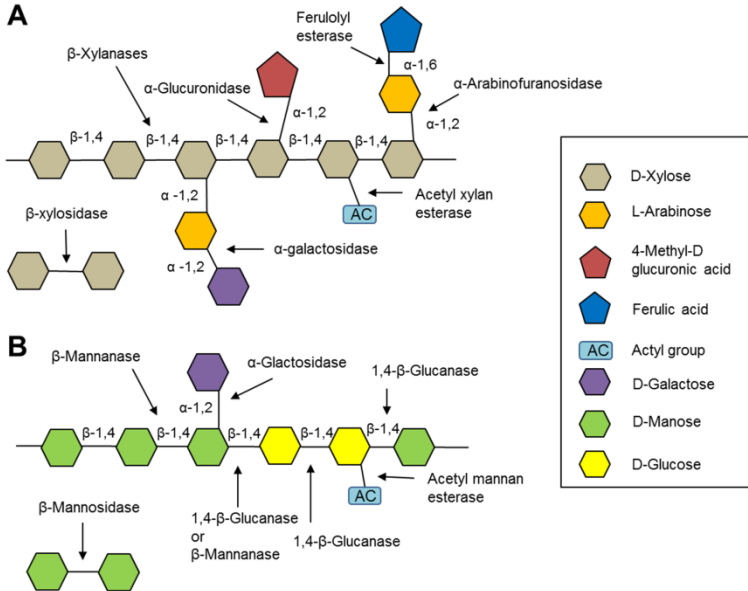 A
Ferulolyl
esterase
β-Xylanases
α-1,6
α-Glucuronidase
α-Arabinofuranosidase
α-1,2
α-1,2
β-1,4
β-1,4
β-1,4
β-1,4
β-1,4
α -1,2
Acetyl xylan
esterase
AC
β-xylosidase
α-galactosidase
α -1,2
D-Xylose
L-Arabinose
4-Methyl-D
glucuronic acid
Ferulic acid
AC
Actyl group
D-Galactose
D-Manose
D-Glucose
B
β-Mannanase
α-Glactosidase
1,4-β-Glucanase
α-1,2
β-1,4
β-1,4
β-1,4
β-1,4
β-1,4
Acetyl mannan
esterase
AC
β-Mannosidase
1,4-β-Glucanase
or
β-Mannanase
1,4-β-Glucanase